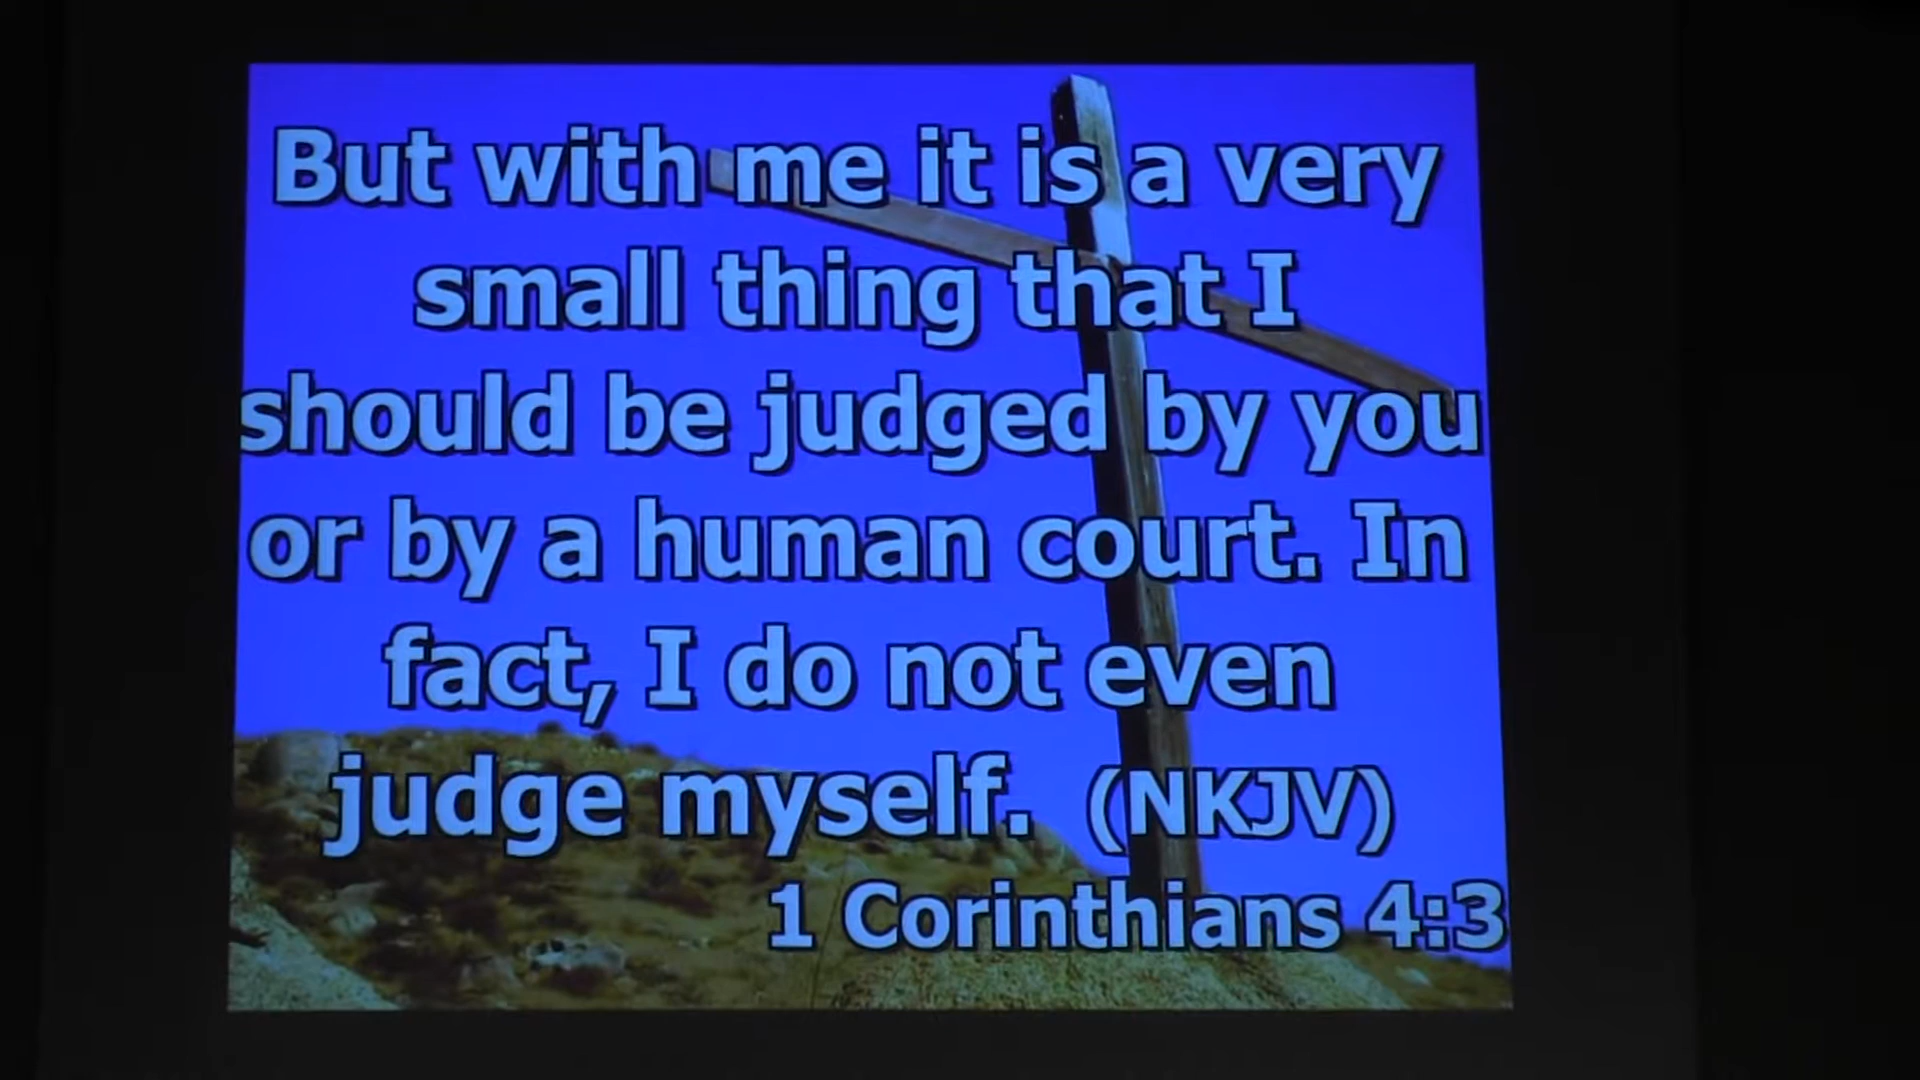 But with me it is a very
small thing that I
should be judged by you
or by a human court. In
fact, I do not even
judge myself. (NKJV)
1 Corinthians 4:3